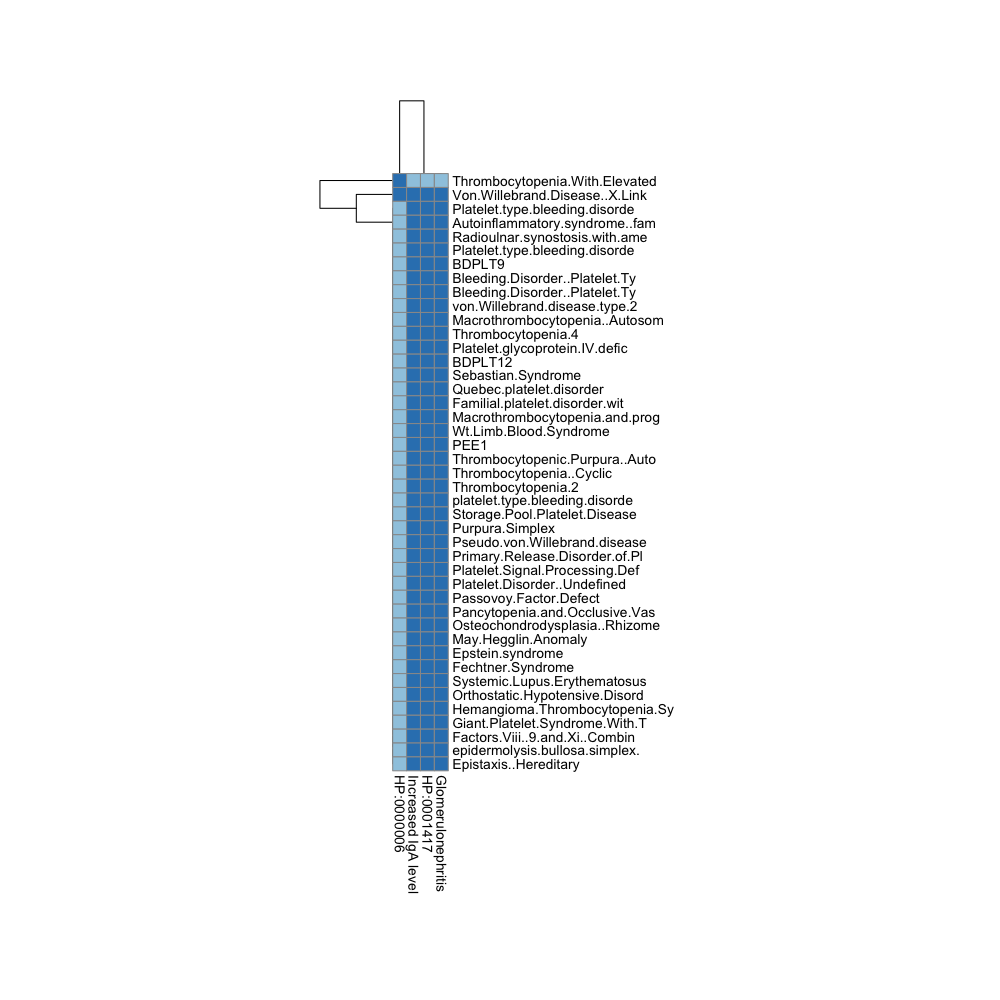 Thrombocytopenia.With.Elevated
Von.Willebrand.Disease..X.Link
Platelet.type.bleeding.disorde
Autoinflammatory.syndrome..fam
Radioulnar.synostosis.with.ame
Platelet.type.bleeding.disorde
BDPLT9
Bleeding.Disorder..Platelet.Ty
Bleeding.Disorder..Platelet.Ty
von.Willebrand.disease.type.2
Macrothrombocytopenia..Autosom
Thrombocytopenia.4
Platelet.glycoprotein.IV.defic
BDPLT12
Sebastian.Syndrome
Quebec.platelet.disorder
Familial.platelet.disorder.wit
Macrothrombocytopenia.and.prog
Wt.Limb.Blood.Syndrome
PEE1
Thrombocytopenic.Purpura..Auto
Thrombocytopenia..Cyclic
Thrombocytopenia.2
platelet.type.bleeding.disorde
Storage.Pool.Platelet.Disease
Purpura.Simplex
Pseudo.von.Willebrand.disease
Primary.Release.Disorder.of.Pl
Platelet.Signal.Processing.Def
Platelet.Disorder..Undefined
Passovoy.Factor.Defect
Pancytopenia.and.Occlusive.Vas
Osteochondrodysplasia..Rhizome
May.Hegglin.Anomaly
Epstein.syndrome
Fechtner.Syndrome
Systemic.Lupus.Erythematosus
Orthostatic.Hypotensive.Disord
Hemangioma.Thrombocytopenia.Sy
Giant.Platelet.Syndrome.With.T
Factors.Viii..9.and.Xi..Combin
epidermolysis.bullosa.simplex.
Epistaxis..Hereditary
HP:0000006
Increased IgA level
HP:0001417
Glomerulonephritis